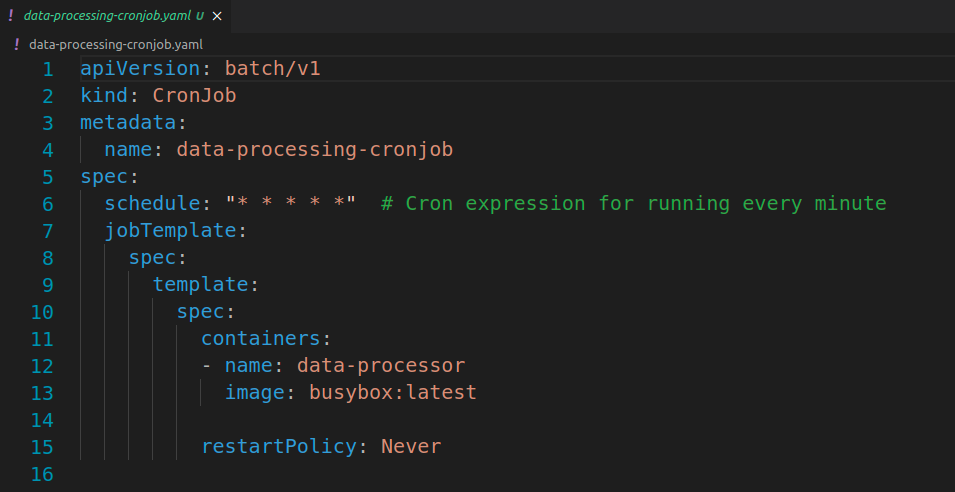 ! data-processing-cronjob.yaml U ×
! data-processing-cronjob.yaml
1 apiVersion: batch/v1
2 kind: CronJob
3 metadata:
4   name: data-processing-cronjob
5 spec:
6   schedule: "* * * * *"  # Cron expression for running every minute
7   jobTemplate:
8     spec:
9       template:
10         spec:
11           containers:
12           - name: data-processor
13             image: busybox:latest
14
15           restartPolicy: Never
16